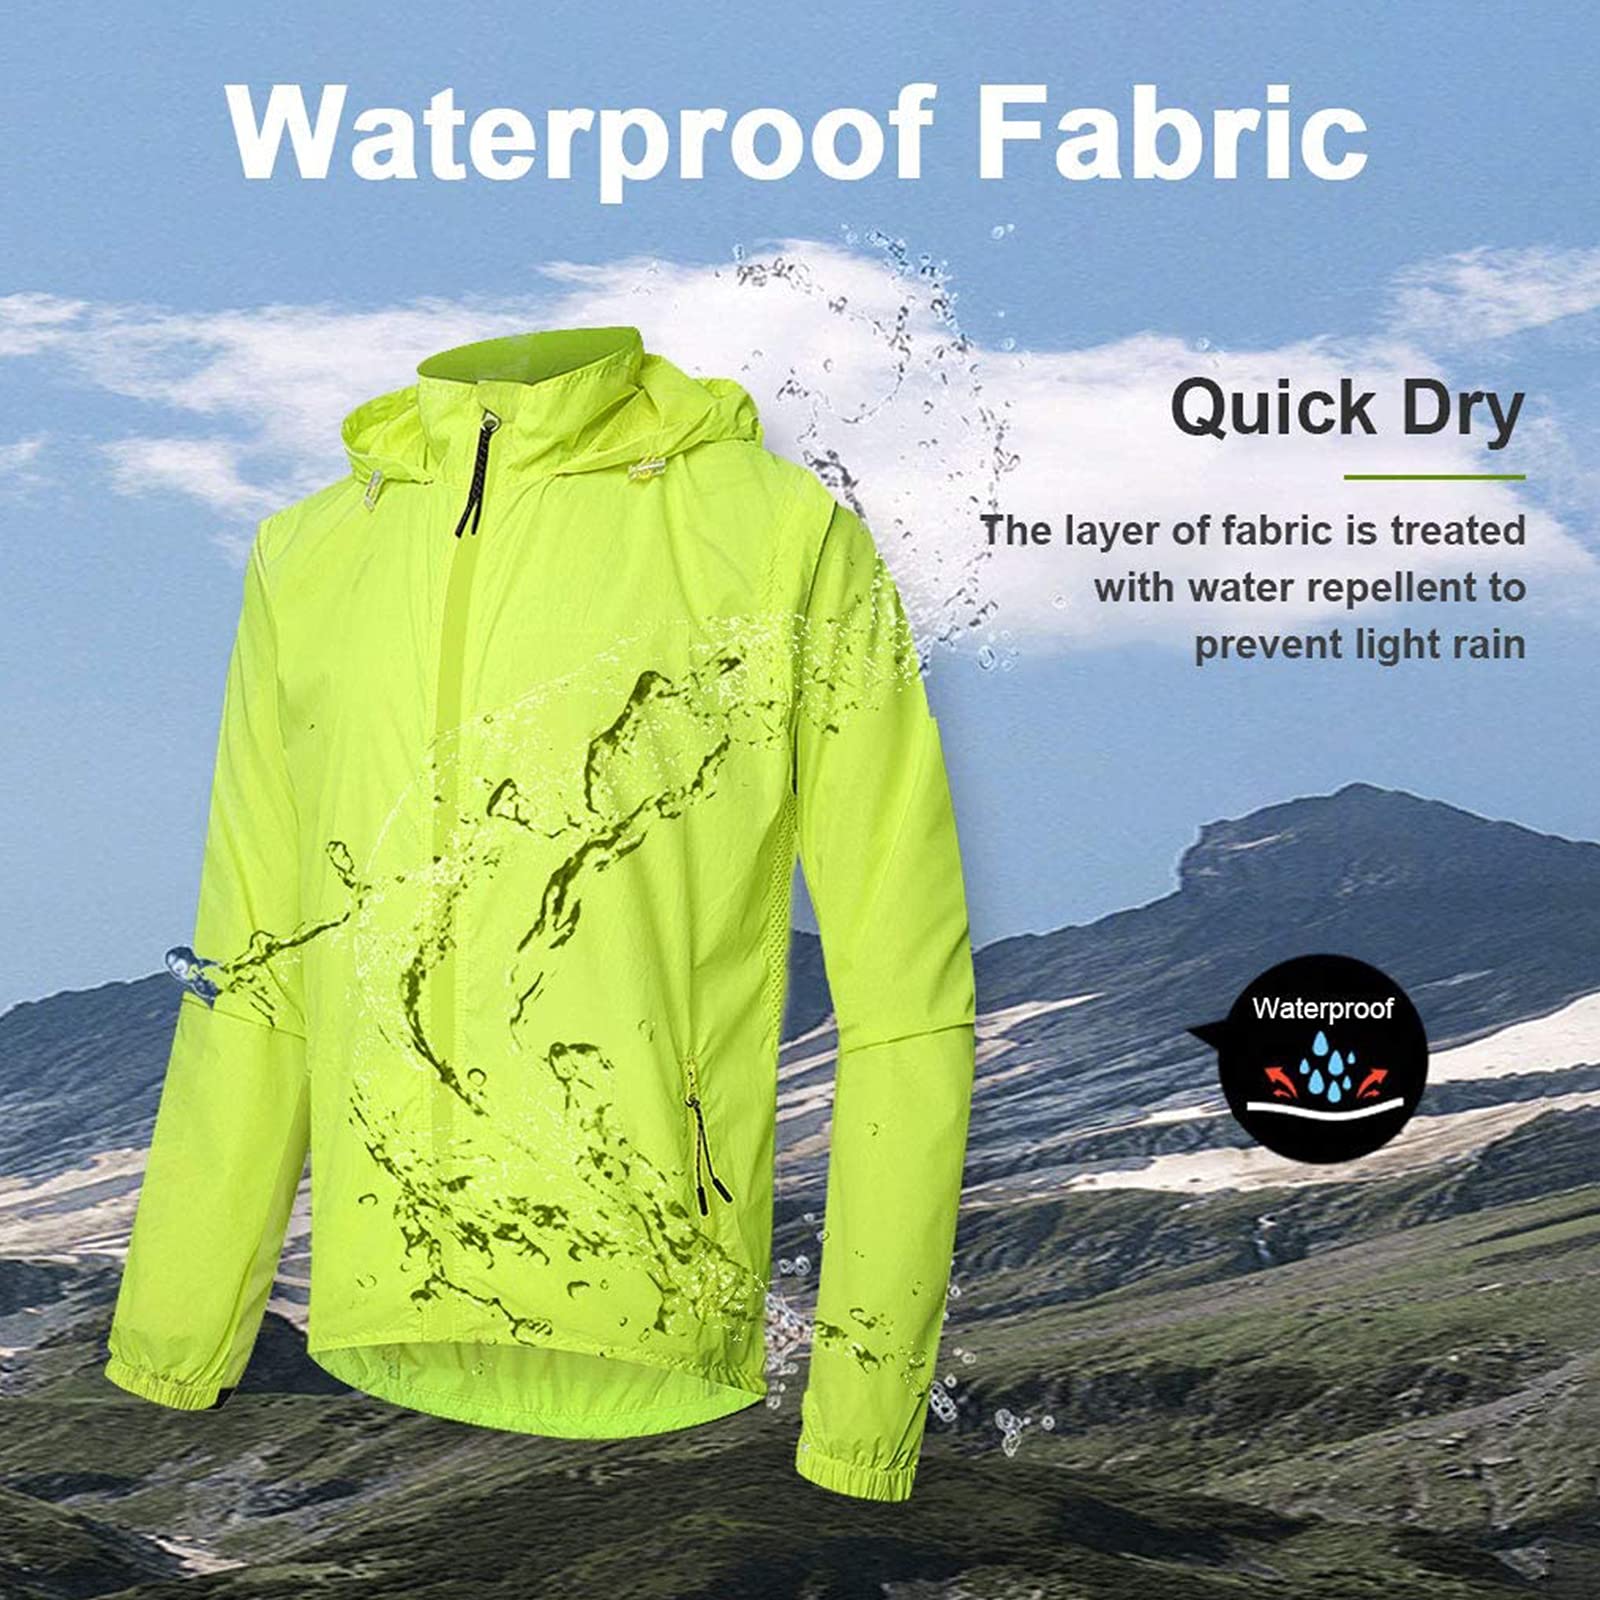 Waterproof Fabric
Quick Dry
The layer of fabric is treated
with water repellent to
prevent light rain
Waterproof